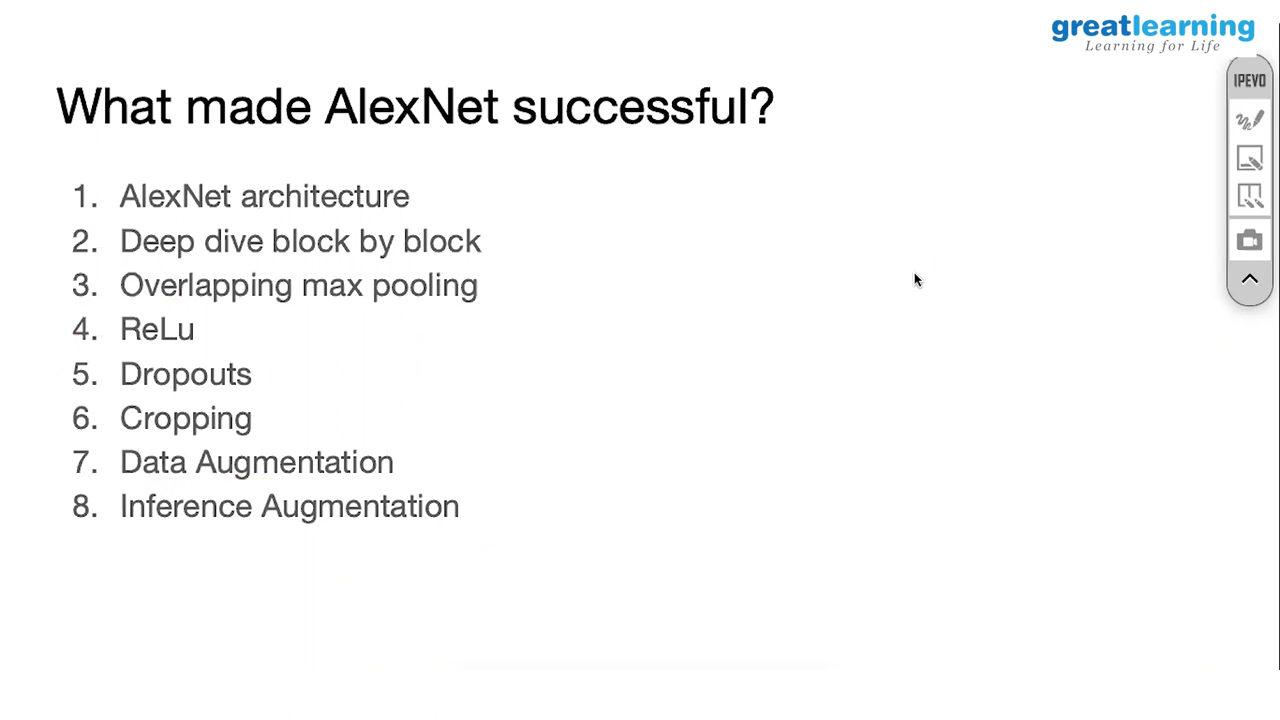 greatlearning
Learning for Life
IPEVO
What made AlexNet successful?
1. AlexNet architecture
2. Deep dive block by block
3. Overlapping max pooling
4. ReLu
5. Dropouts
6. Cropping
7. Data Augmentation
8. Inference Augmentation